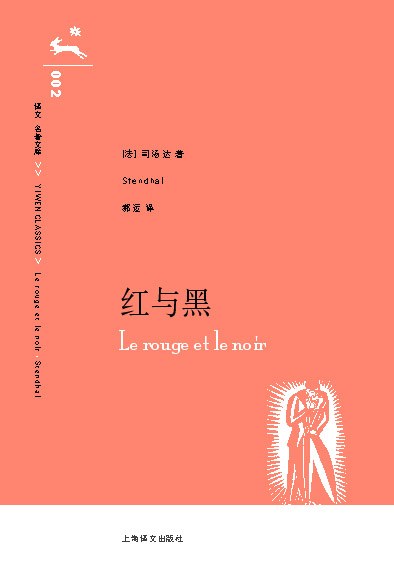 002
译文 名著文库 >> YIWEN CLASSICS > Le rouge et le noir · Stendhal
[法] 司汤达 著
Stendhal
郝运 译
红与黑
Le rouge et le noir
上海译文出版社